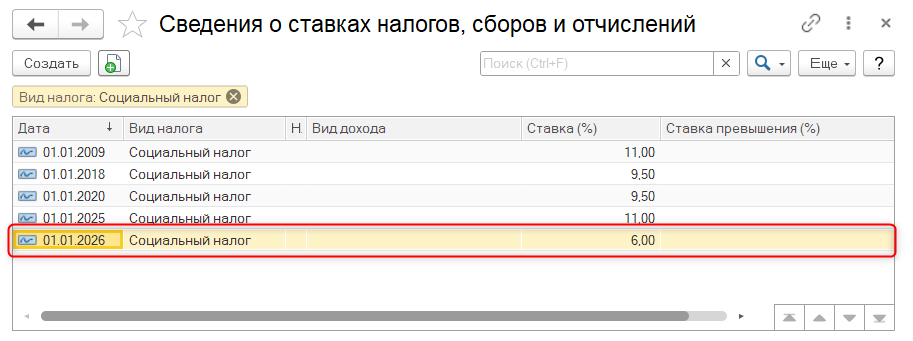 Сведения о ставках налогов, сборов и отчислений
Создать Поиск (Ctrl+F) × Еще ?
Вид налога: Социальный налог
Дата ↓ Вид налога Н. Вид дохода Ставка (%) Ставка превышения (%)
01.01.2009 Социальный налог 11,00
01.01.2018 Социальный налог 9,50
01.01.2020 Социальный налог 9,50
01.01.2025 Социальный налог 11,00
01.01.2026 Социальный налог 6,00